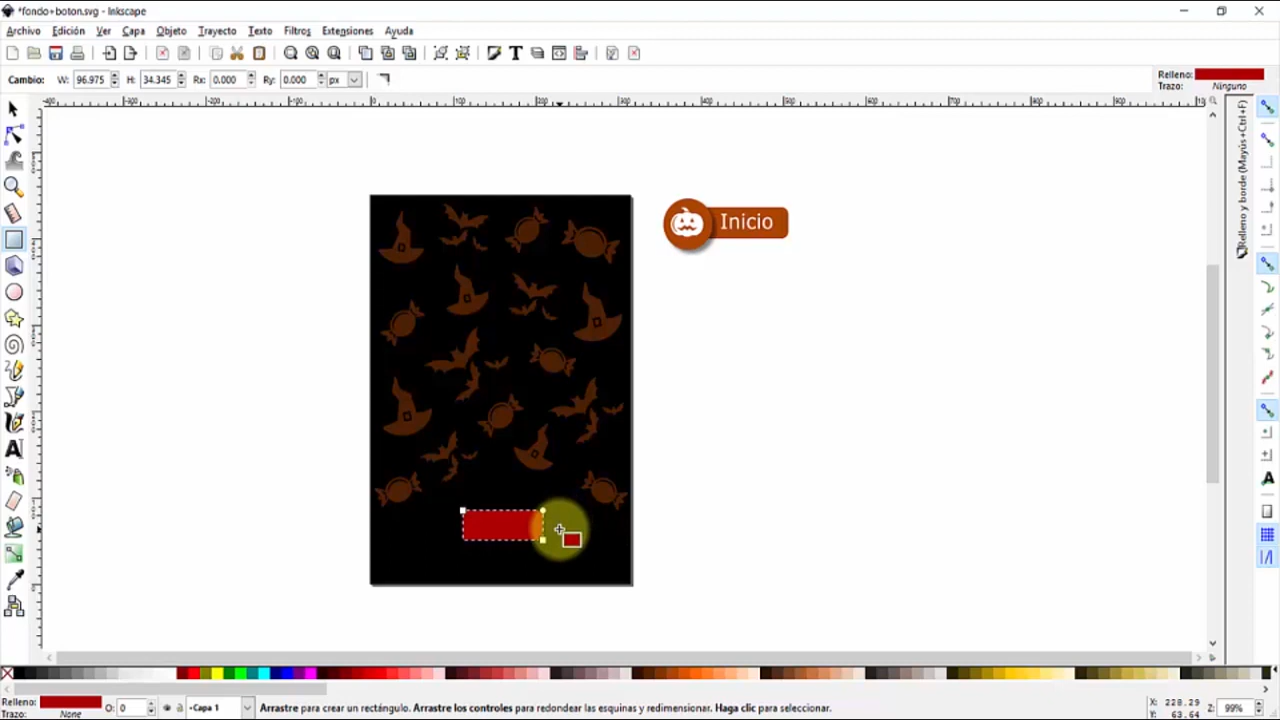 *fondo+boton.svg - Inkscape
Archivo Edición Ver Capa Objeto Trayecto Texto Filtros Extensiones Ayuda
Cambio: W: 96.975 H: 34.345 Rx: 0.000 Ry: 0.000 px
Relleno:
Trazo: Ninguno
Inicio
Relleno y borde (Mayús+Ctrl+F)
Relleno:
Trazo: None
O: 0
Capa 1
Arrastre para crear un rectángulo. Arrastre los controles para redondear las esquinas y redimensionar. Haga clic para seleccionar.
X: 228.29
Y: 63.64
Z: 99%